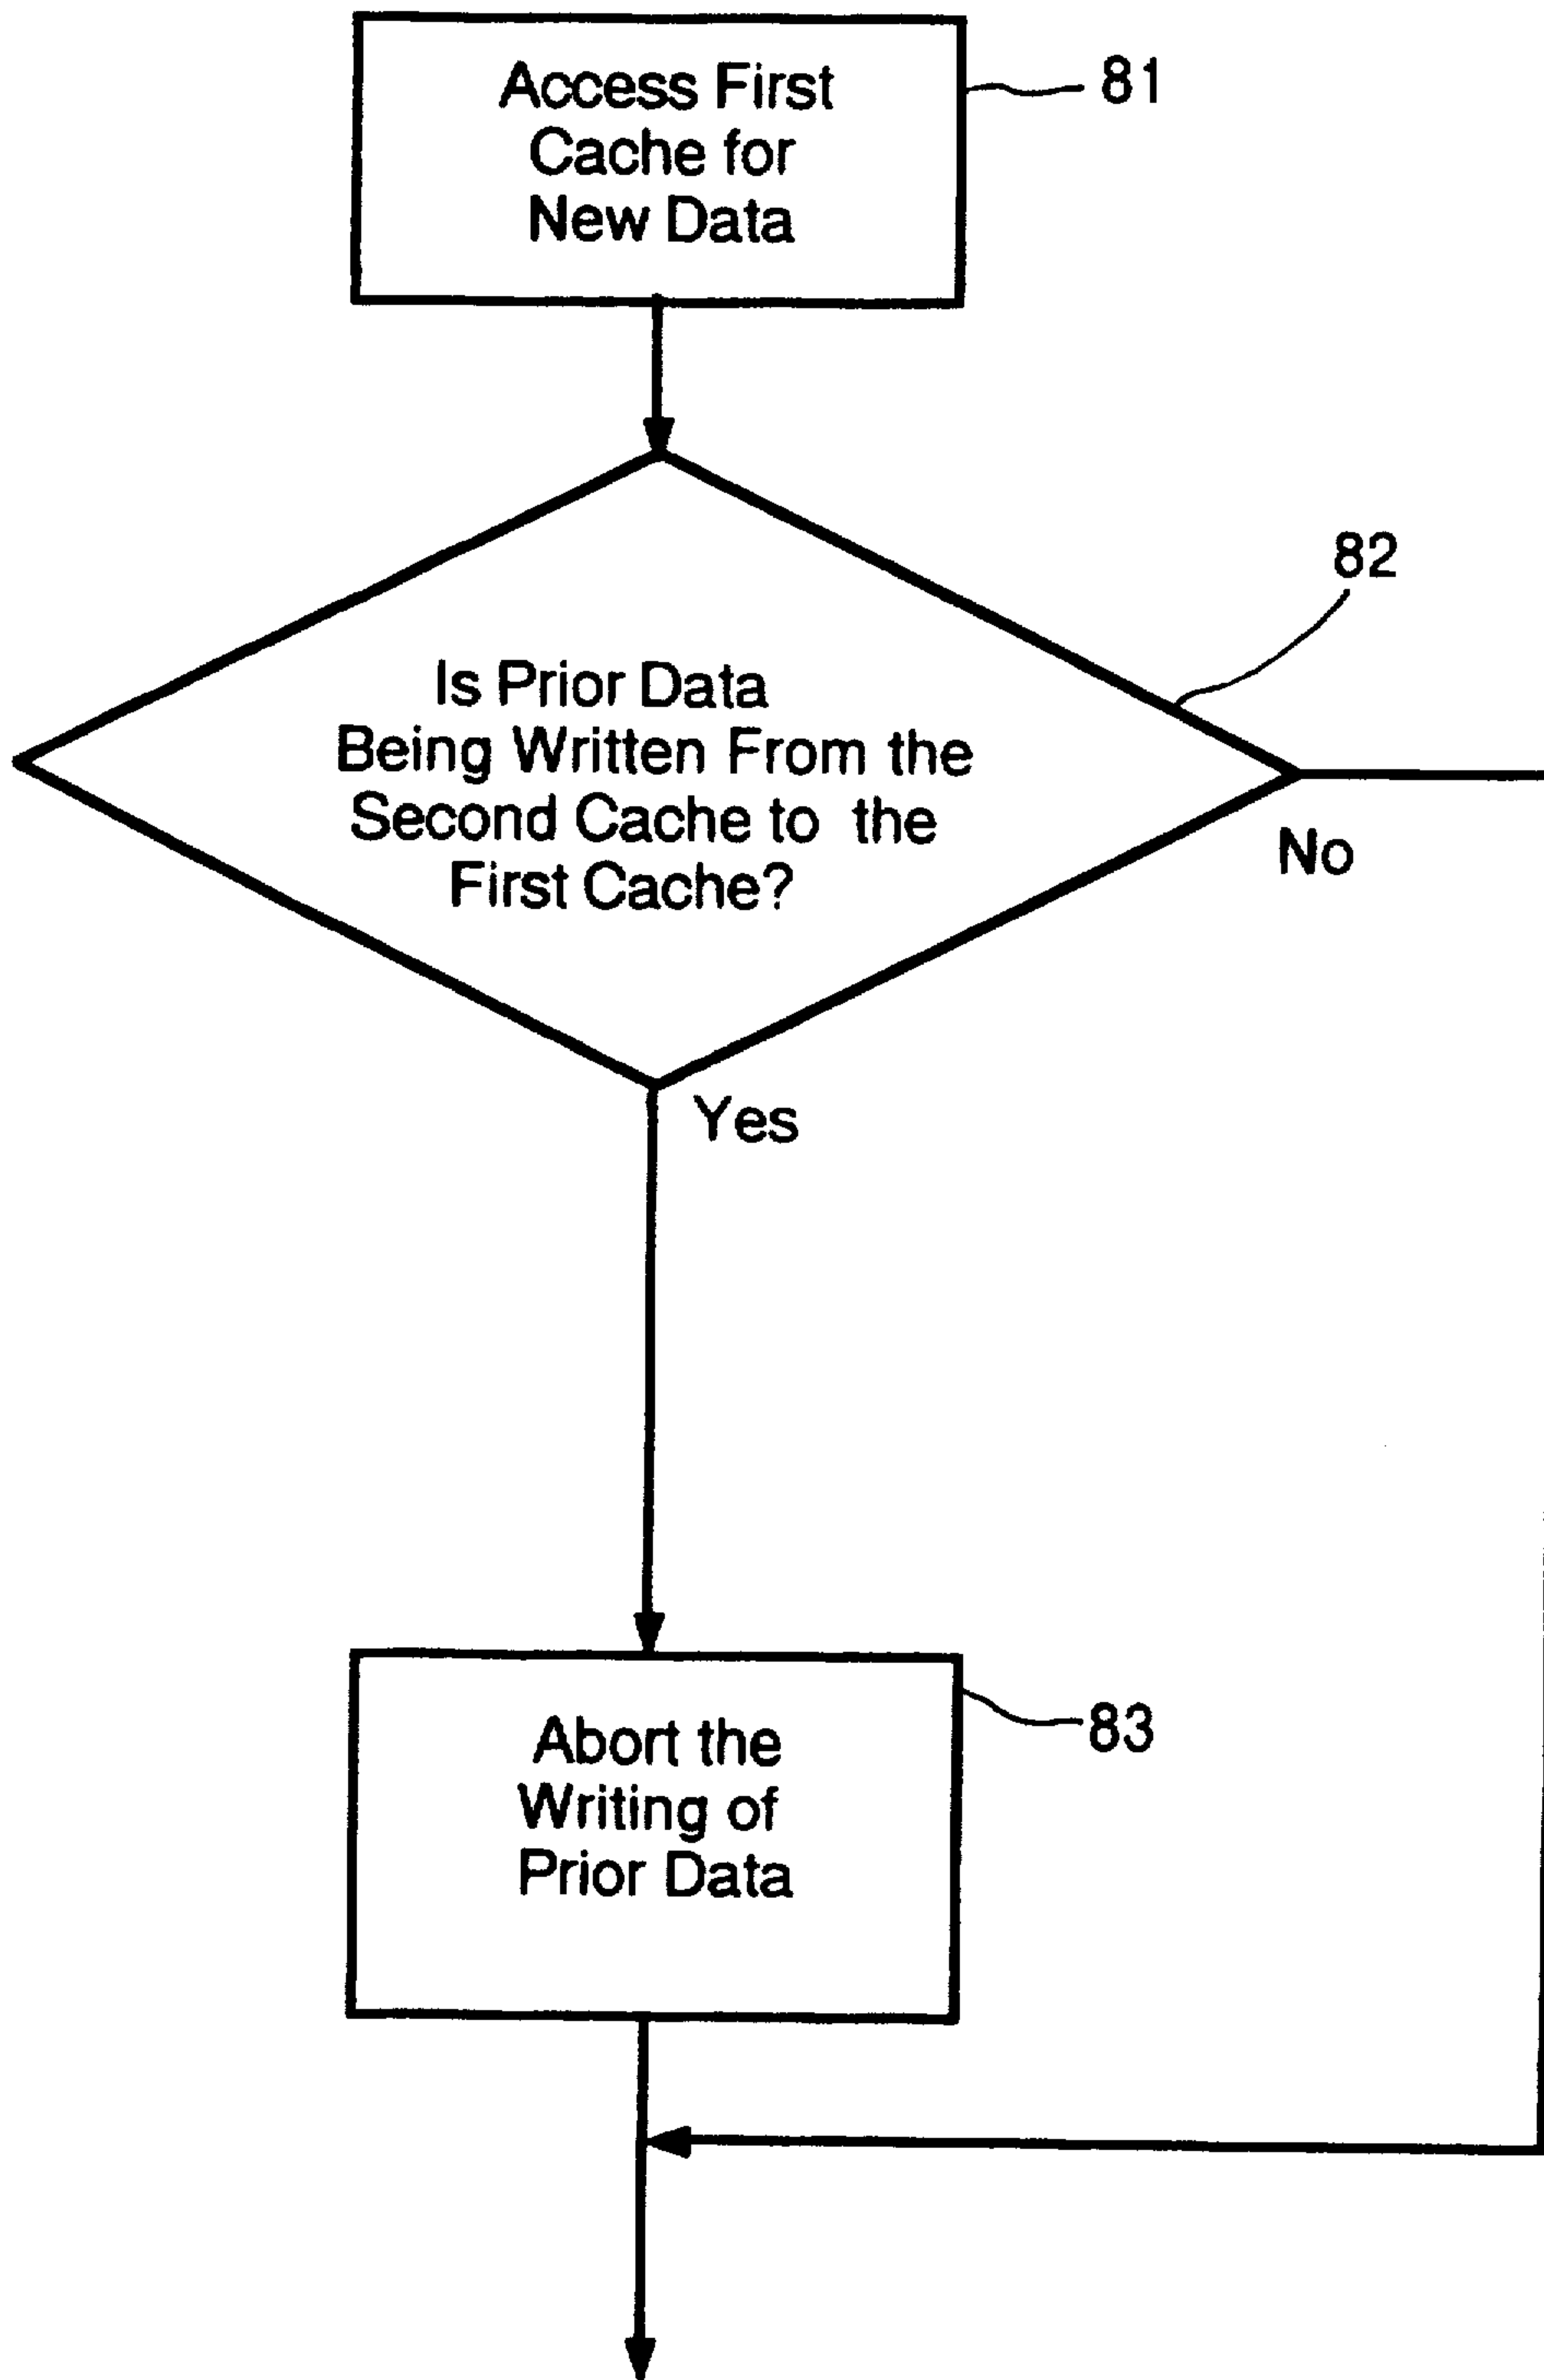 Access First
Cache for
New Data
81
82
Is Prior Data
Being Written From the
Second Cache to the
First Cache?
No
Yes
Abort the
Writing of
Prior Data
83